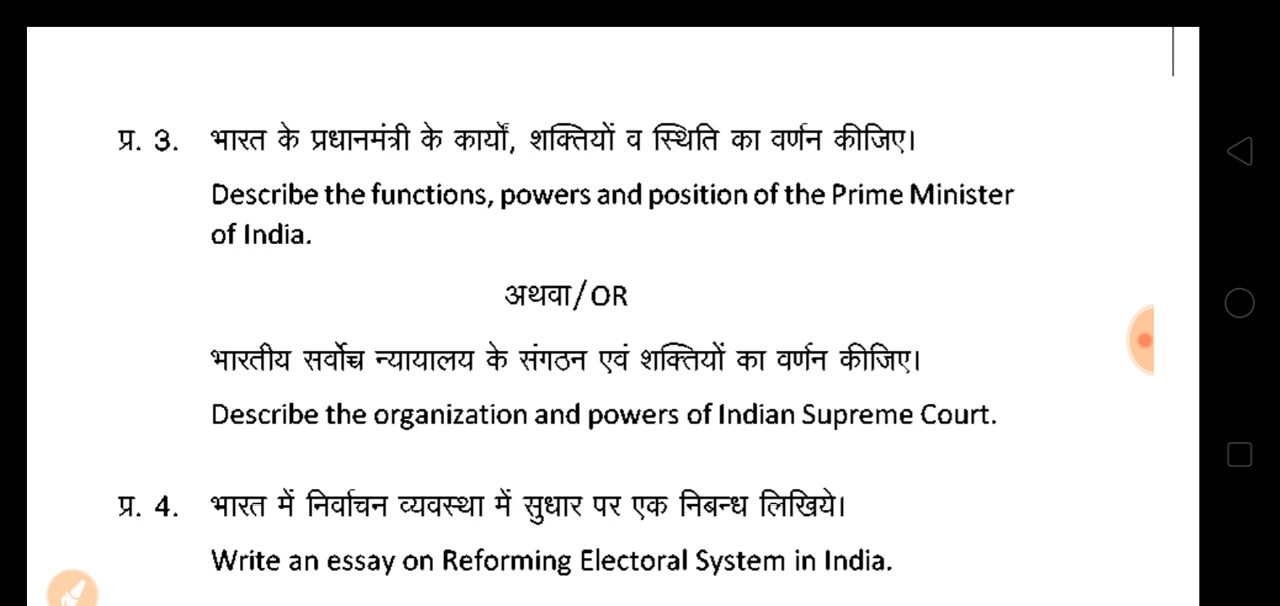 प्र. 3. भारत के प्रधानमंत्री के कार्यों, शक्तियों व स्थिति का वर्णन कीजिए।
Describe the functions, powers and position of the Prime Minister
of India.
अथवा/OR
भारतीय सर्वोच्च न्यायालय के संगठन एवं शक्तियों का वर्णन कीजिए।
Describe the organization and powers of Indian Supreme Court.
प्र. 4. भारत में निर्वाचन व्यवस्था में सुधार पर एक निबन्ध लिखिये।
Write an essay on Reforming Electoral System in India.